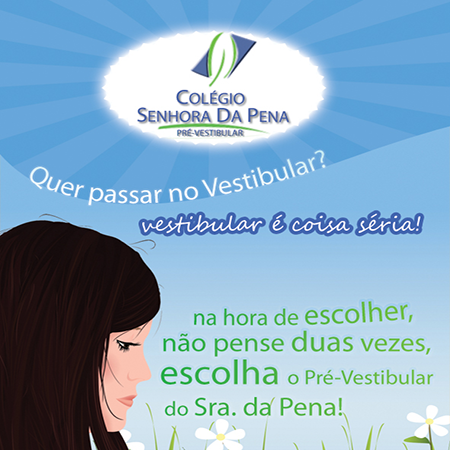 COLÉGIO
SENHORA DA PENA
PRÉ-VESTIBULAR
Quer passar no Vestibular?
vestibular é coisa séria!
na hora de escolher,
não pense duas vezes,
escolha o Pré-Vestibular
do Sra. da Pena!